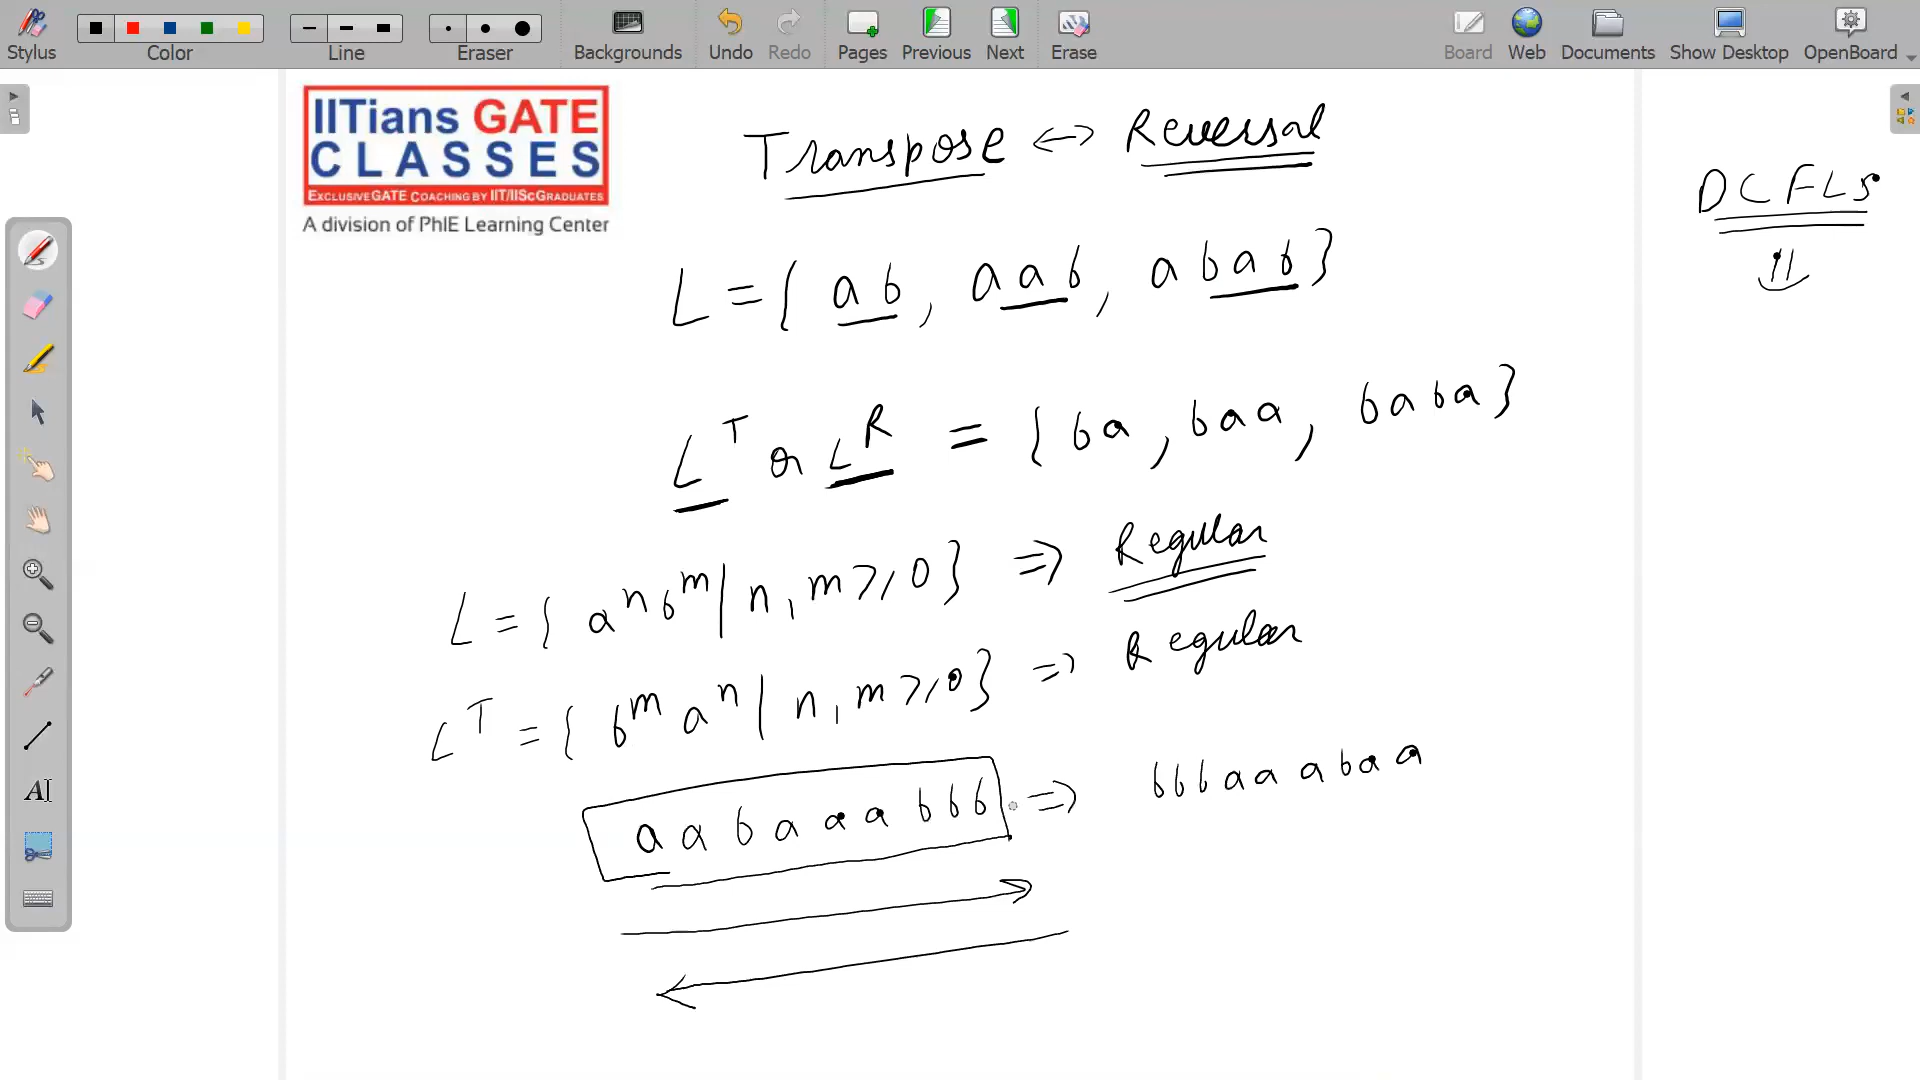 Stylus Color Line Eraser Backgrounds Undo Redo Pages Previous Next Erase Board Web Documents Show Desktop OpenBoard
IITians GATE
CLASSES
EXCLUSIVE GATE COACHING BY IIT/IISc GRADUATES
A division of PhIE Learning Center
Transpose ↔ Reversal
DCFLs
⇓
L = { ab, aab, abab }
L^T or L^R = { ba, baa, baba }
L = { a^n b^m | n, m ≥ 0 } ⇒ Regular
L^T = { b^m a^n | n, m ≥ 0 } ⇒ Regular
a a b a a a b b b ⇒ b b b a a a b a a